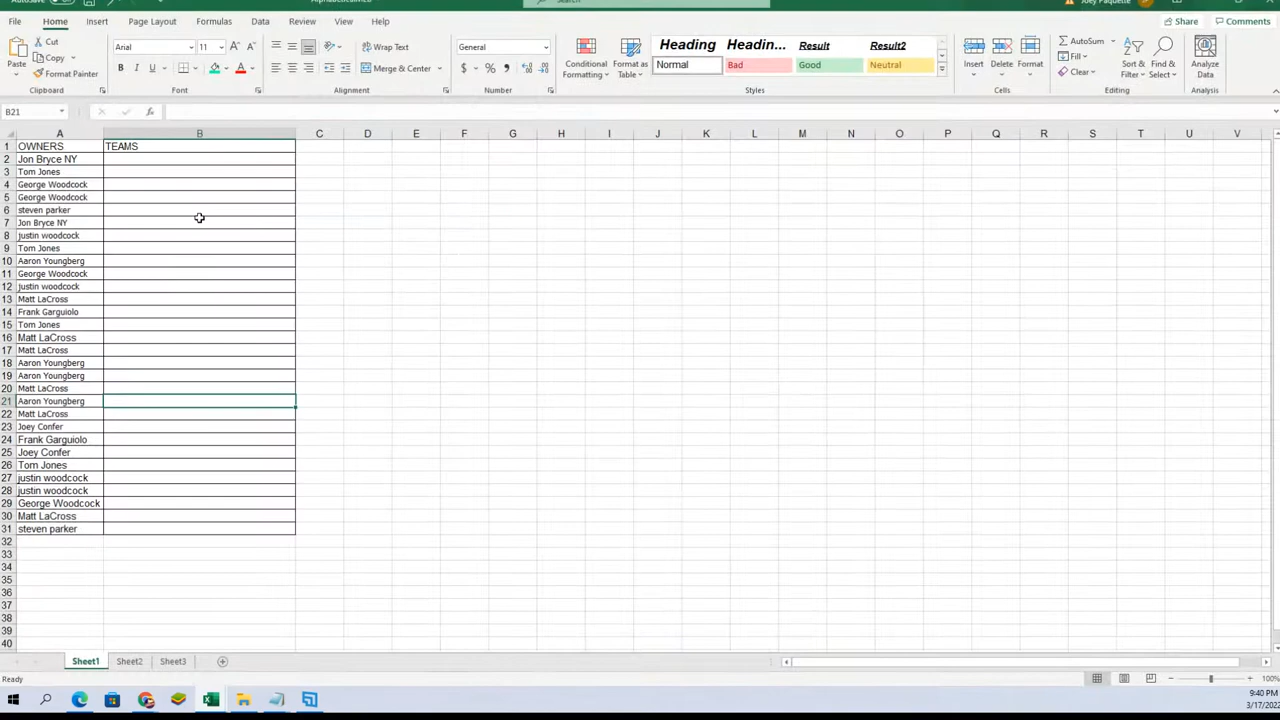 Joey Paquette
File Home Insert Page Layout Formulas Data Review View Help Share Comments
Paste Cut Copy Format Painter Clipboard
Arial 11 Font
Wrap Text Merge & Center Alignment
General Number
Conditional Formatting Format as Table
Heading Headin... Result Result2
Normal Bad Good Neutral
Styles
Insert Delete Format Cells
AutoSum Fill Clear Sort & Filter Find & Select Editing
Analyze Data Analysis
B21 fx
A B C D E F G H I J K L M N O P Q R S T U V
1 OWNERS TEAMS
2 Jon Bryce NY
3 Tom Jones
4 George Woodcock
5 George Woodcock
6 steven parker
7 Jon Bryce NY
8 justin woodcock
9 Tom Jones
10 Aaron Youngberg
11 George Woodcock
12 justin woodcock
13 Matt LaCross
14 Frank Garguiolo
15 Tom Jones
16 Matt LaCross
17 Matt LaCross
18 Aaron Youngberg
19 Aaron Youngberg
20 Matt LaCross
21 Aaron Youngberg
22 Matt LaCross
23 Joey Confer
24 Frank Garguiolo
25 Joey Confer
26 Tom Jones
27 justin woodcock
28 justin woodcock
29 George Woodcock
30 Matt LaCross
31 steven parker
32
33
34
35
36
37
38
39
40
Sheet1 Sheet2 Sheet3
Ready 100%
9:40 PM